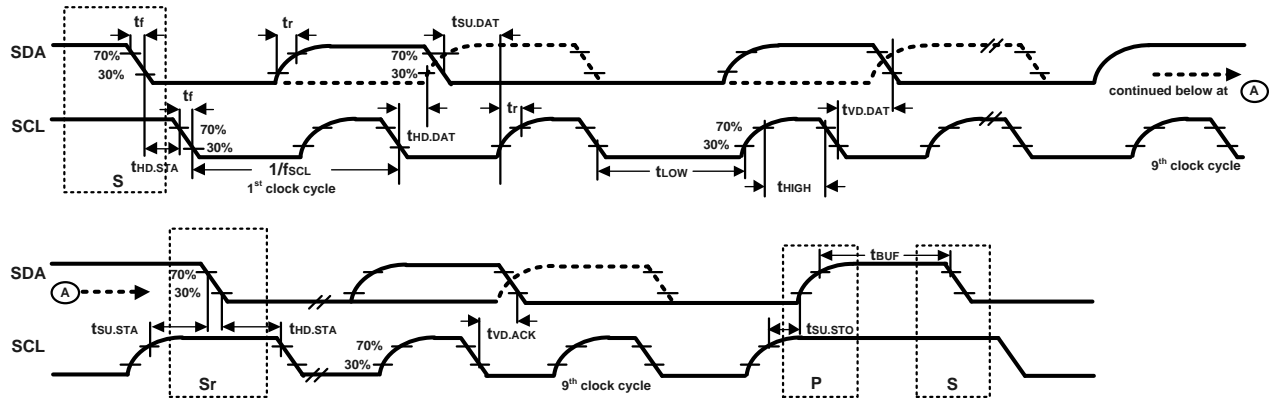 tf
tr
tSU.DAT
SDA
70%
30%
70%
30%
continued below at A
tf
tr
tVD.DAT
SCL
70%
30%
tHD.DAT
70%
30%
tHD.STA
S
1/fSCL
1st clock cycle
tLOW
tHIGH
9th clock cycle
SDA
70%
30%
A
tBUF
tSU.STA
tHD.STA
tVD.ACK
tSU.STO
SCL
70%
30%
Sr
9th clock cycle
P
S